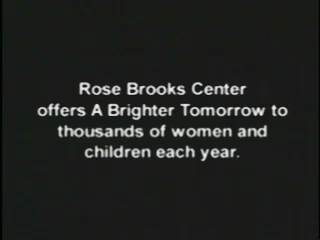 Rose Brooks Center
offers A Brighter Tomorrow to
thousands of women and
children each year.